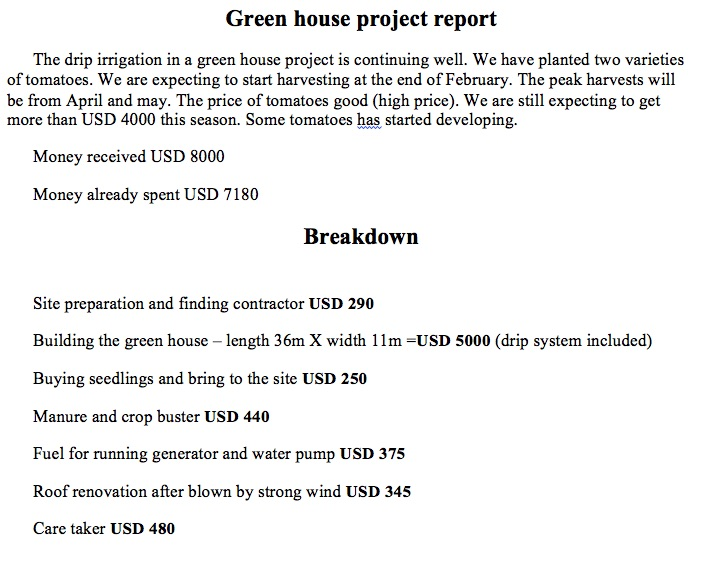 Green house project report
The drip irrigation in a green house project is continuing well. We have planted two varieties
of tomatoes. We are expecting to start harvesting at the end of February. The peak harvests will
be from April and may. The price of tomatoes good (high price). We are still expecting to get
more than USD 4000 this season. Some tomatoes has started developing.
Money received USD 8000
Money already spent USD 7180
Breakdown
Site preparation and finding contractor USD 290
Building the green house – length 36m X width 11m =USD 5000 (drip system included)
Buying seedlings and bring to the site USD 250
Manure and crop buster USD 440
Fuel for running generator and water pump USD 375
Roof renovation after blown by strong wind USD 345
Care taker USD 480